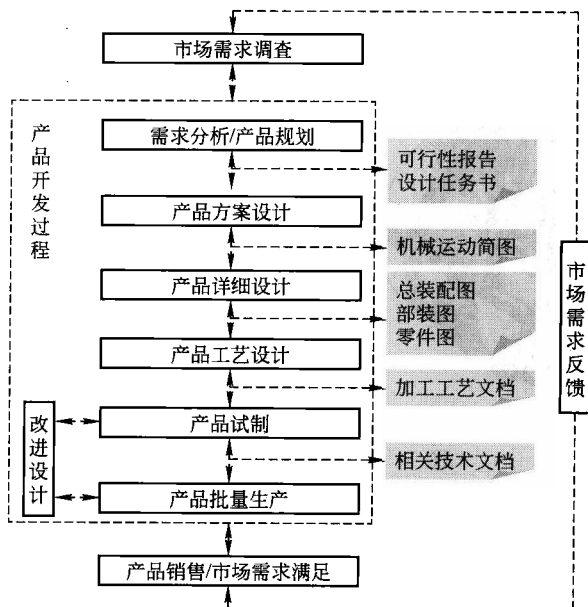 市场需求调查
产品开发过程
需求分析/产品规划
可行性报告
设计任务书
产品方案设计
机械运动简图
产品详细设计
总装配图
部装图
零件图
市场需求反馈
产品工艺设计
加工工艺文档
改进设计
产品试制
相关技术文档
产品批量生产
产品销售/市场需求满足